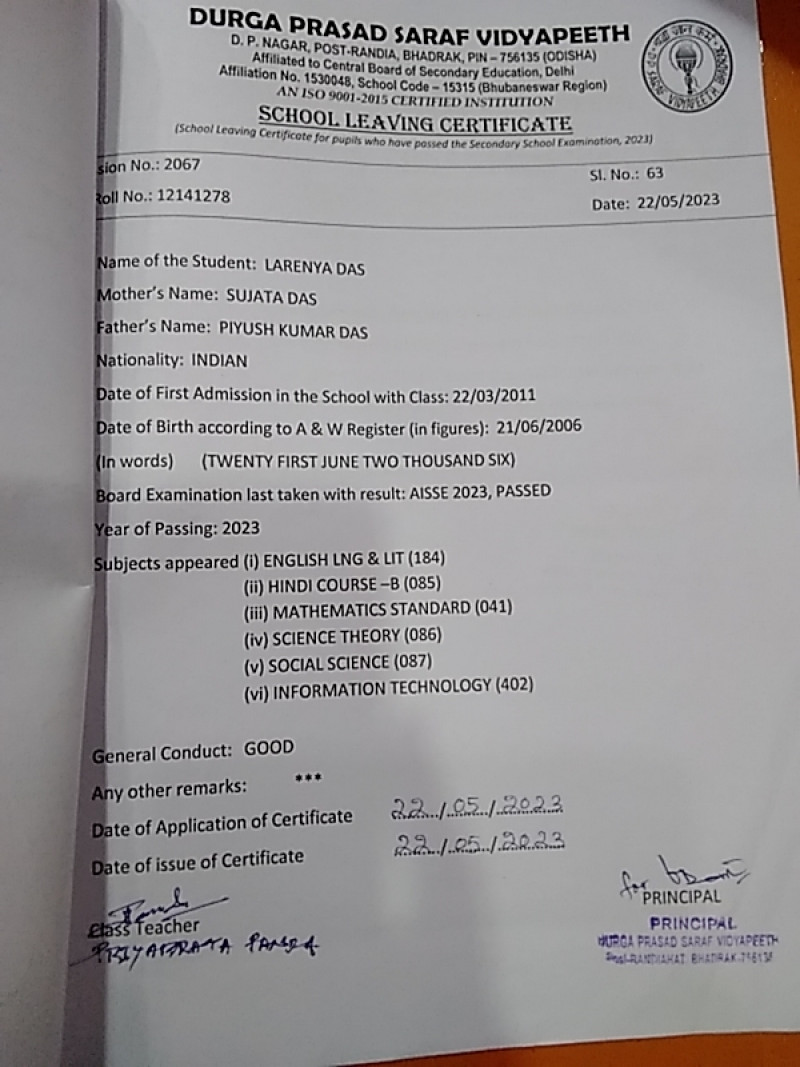 DURGA PRASAD SARAF VIDYAPEETH
D. P. NAGAR, POST-RANDIA, BHADRAK, PIN – 756135 (ODISHA)
Affiliated to Central Board of Secondary Education, Delhi
Affiliation No. 1530048, School Code – 15315 (Bhubaneswar Region)
AN ISO 9001-2015 CERTIFIED INSTITUTION
SCHOOL LEAVING CERTIFICATE
(School Leaving Certificate for pupils who have passed the Secondary School Examination, 2023)
sion No.: 2067
Sl. No.: 63
Roll No.: 12141278
Date: 22/05/2023
Name of the Student: LARENYA DAS
Mother's Name: SUJATA DAS
Father's Name: PIYUSH KUMAR DAS
Nationality: INDIAN
Date of First Admission in the School with Class: 22/03/2011
Date of Birth according to A & W Register (in figures): 21/06/2006
(In words) (TWENTY FIRST JUNE TWO THOUSAND SIX)
Board Examination last taken with result: AISSE 2023, PASSED
Year of Passing: 2023
Subjects appeared (i) ENGLISH LNG & LIT (184)
(ii) HINDI COURSE –B (085)
(iii) MATHEMATICS STANDARD (041)
(iv) SCIENCE THEORY (086)
(v) SOCIAL SCIENCE (087)
(vi) INFORMATION TECHNOLOGY (402)
General Conduct: GOOD
Any other remarks: ***
Date of Application of Certificate 22/05/2023
Date of issue of Certificate 22/05/2023
for
PRINCIPAL
Class Teacher
PRINCIPAL
DURGA PRASAD SARAF VIDYAPEETH
RANDIAHAT, BHADRAK-756135